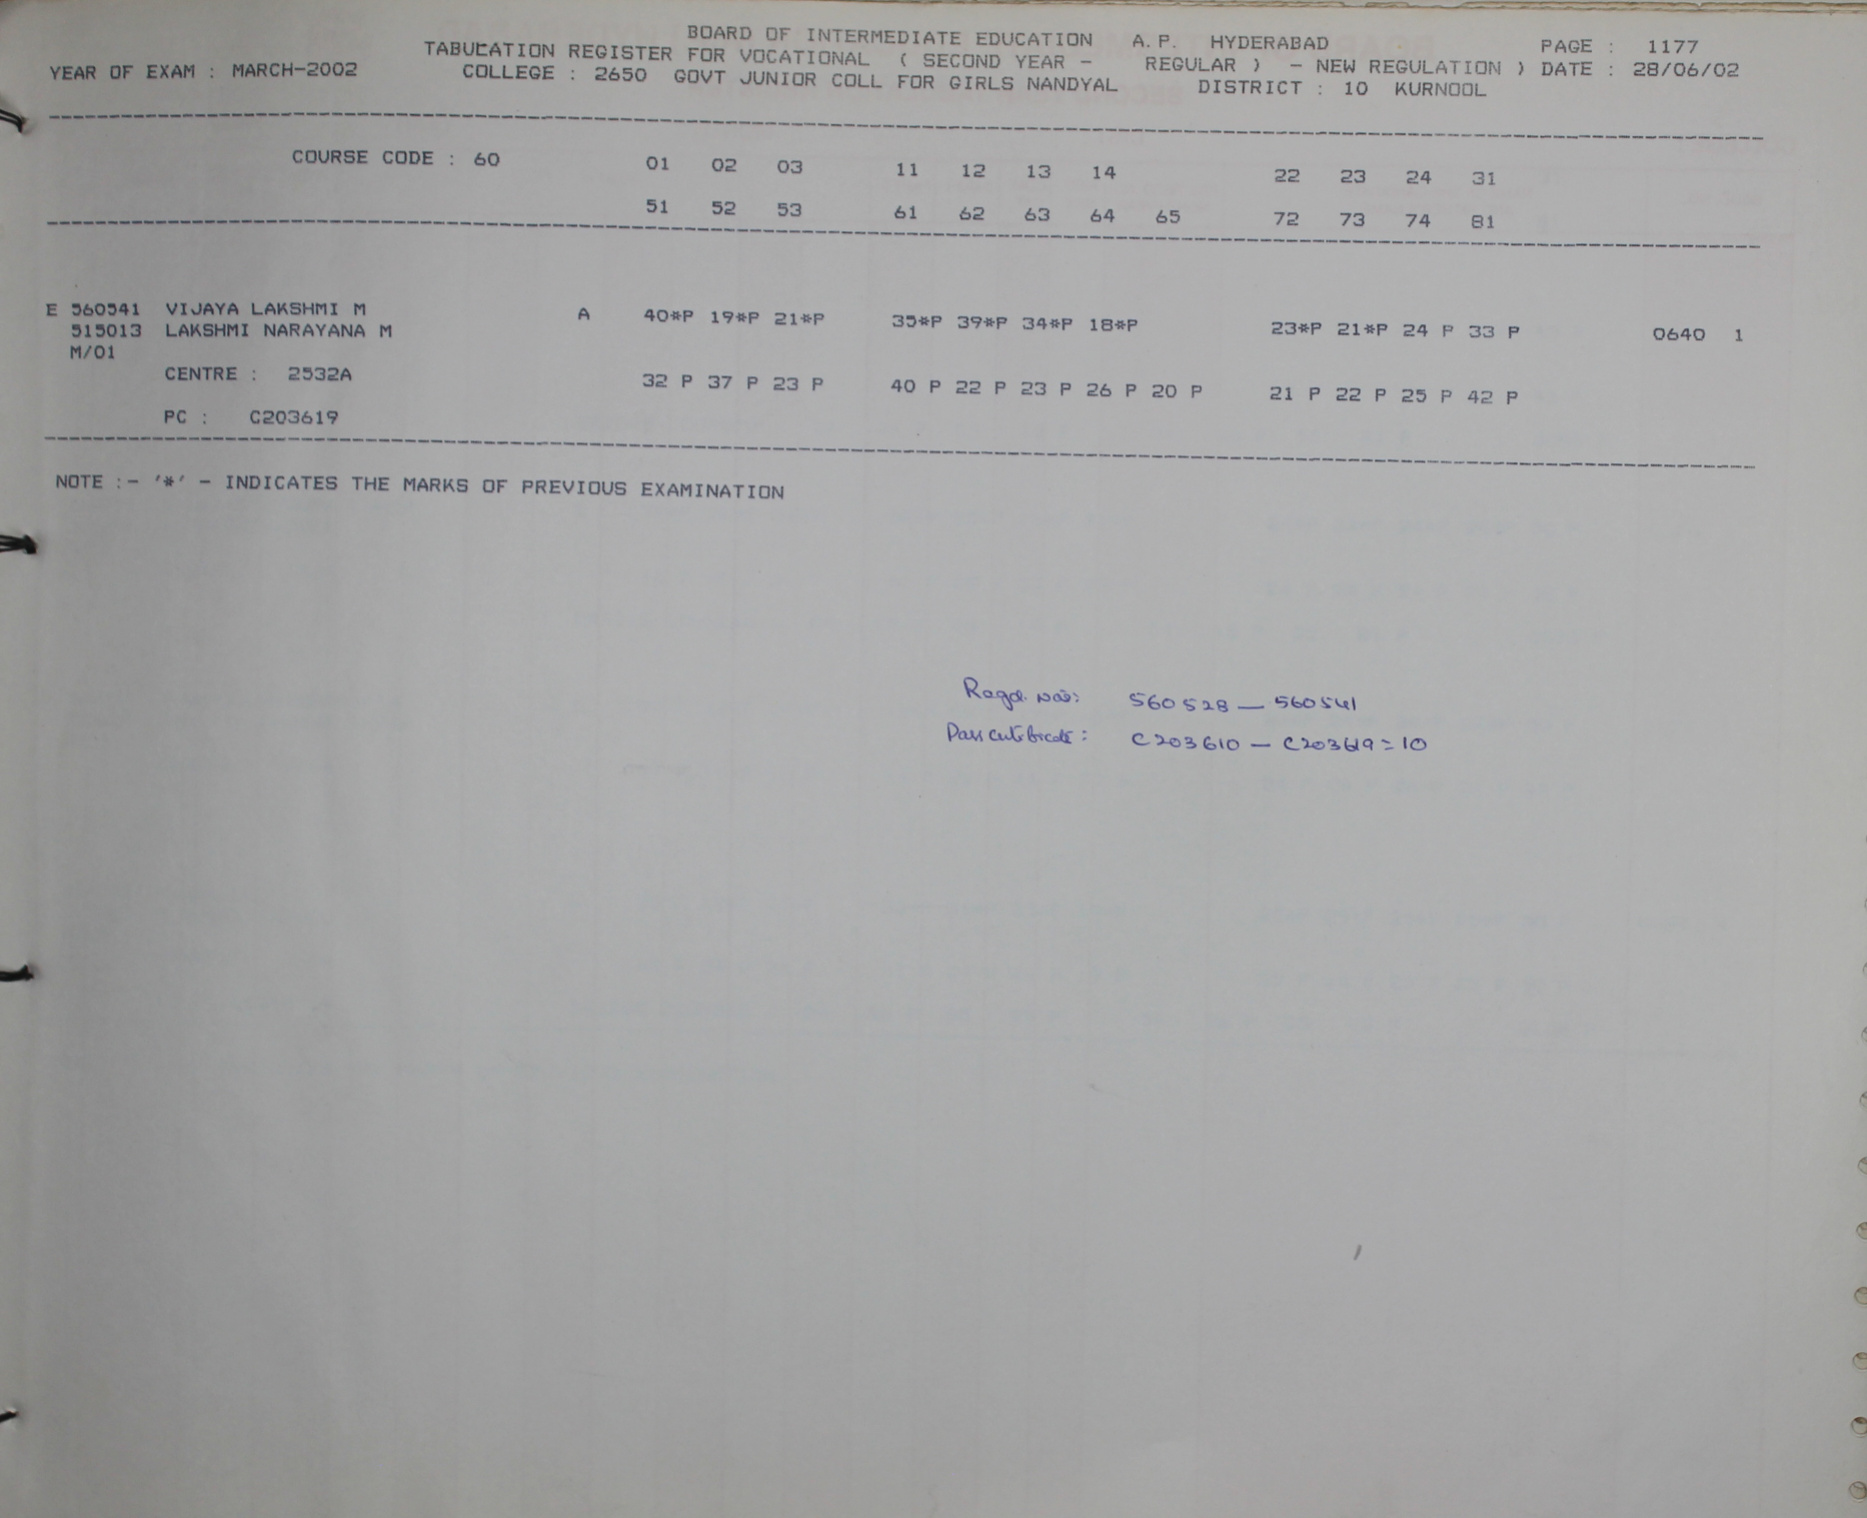 BOARD OF INTERMEDIATE EDUCATION A.P. HYDERABAD PAGE : 1177
TABULATION REGISTER FOR VOCATIONAL ( SECOND YEAR - REGULAR ) - NEW REGULATION ) DATE : 28/06/02
YEAR OF EXAM : MARCH-2002 COLLEGE : 2650 GOVT JUNIOR COLL FOR GIRLS NANDYAL DISTRICT : 10 KURNOOL
COURSE CODE : 60 01 02 03 11 12 13 14 22 23 24 31
51 52 53 61 62 63 64 65 72 73 74 81
E 560541 VIJAYA LAKSHMI M A 40*P 19*P 21*P 35*P 39*P 34*P 18*P 23*P 21*P 24 P 33 P 0640 1
515013 LAKSHMI NARAYANA M
M/01
CENTRE : 2532A 32 P 37 P 23 P 40 P 22 P 23 P 26 P 20 P 21 P 22 P 25 P 42 P
PC : C203619
NOTE :- '*' - INDICATES THE MARKS OF PREVIOUS EXAMINATION
Regd. Nos: 560528 — 560541
Pass certificate: C203610 — C203619 = 10